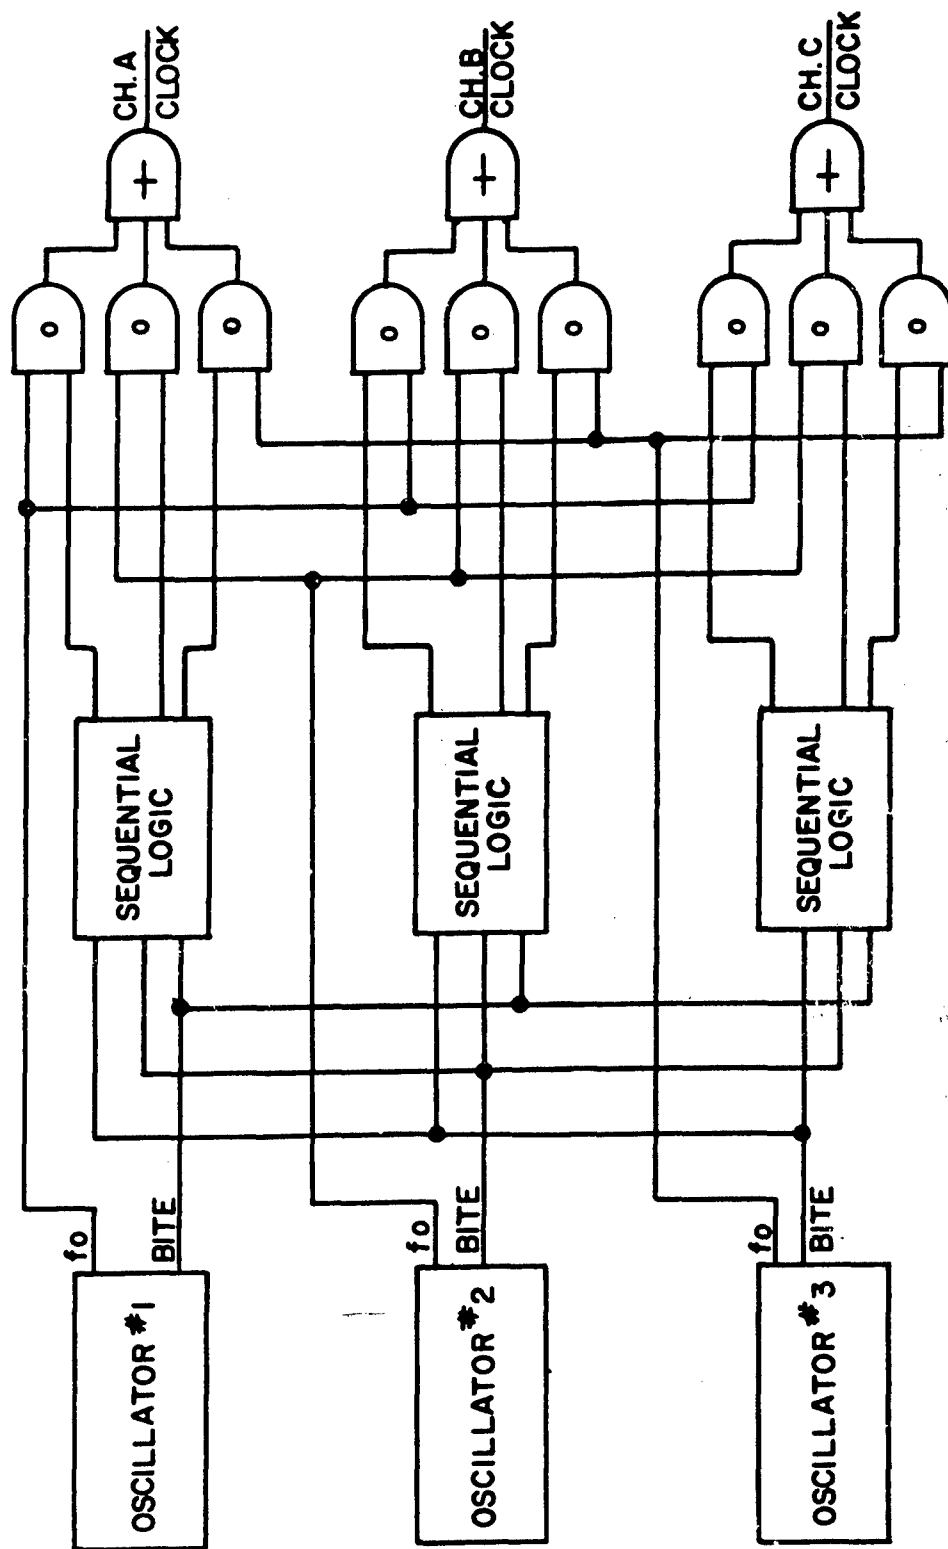 OSCILLATOR #1
fo
BITE
SEQUENTIAL
LOGIC
o
o
o
+
CH. A
CLOCK
OSCILLATOR #2
fo
BITE
SEQUENTIAL
LOGIC
o
o
o
+
CH. B
CLOCK
OSCILLATOR #3
fo
BITE
SEQUENTIAL
LOGIC
o
o
o
+
CH. C
CLOCK